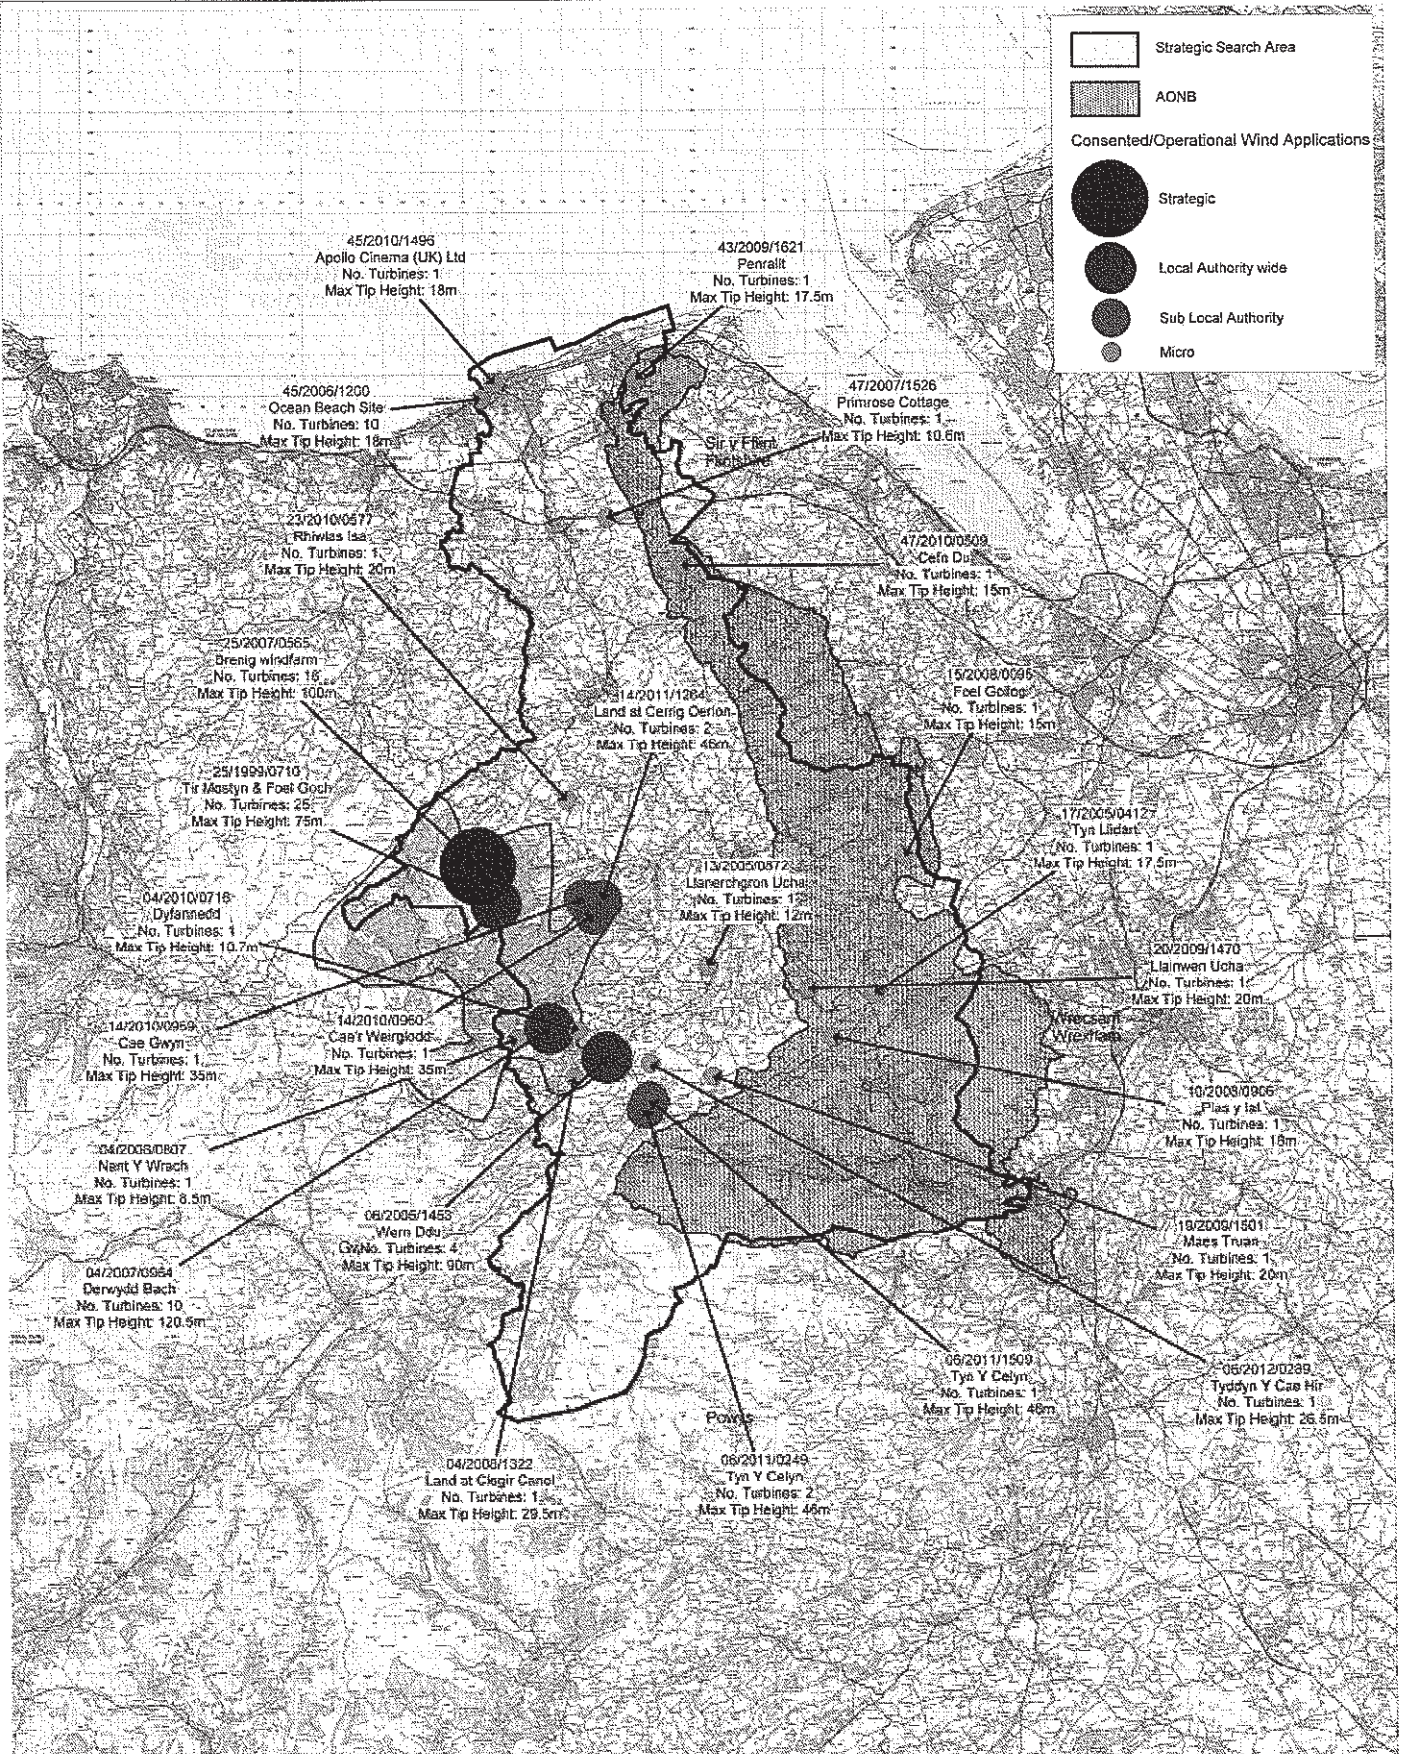 Strategic Search Area
AONB
Consented/Operational Wind Applications
Strategic
Local Authority wide
Sub Local Authority
Micro
45/2010/1496
Apollo Cinema (UK) Ltd
No. Turbines: 1
Max Tip Height: 18m
43/2009/1621
Penrallt
No. Turbines: 1
Max Tip Height: 17.5m
45/2006/1200
Ocean Beach Site
No. Turbines: 10
Max Tip Height: 18m
47/2007/1526
Primrose Cottage
No. Turbines: 1
Max Tip Height: 10.6m
Sir y Fflint
Flintshire
23/2010/0577
Rhiwlas Isa
No. Turbines: 1
Max Tip Height: 20m
47/2010/0509
Cefn Du
No. Turbines: 1
Max Tip Height: 15m
25/2007/0565
Brenig windfarm
No. Turbines: 16
Max Tip Height: 100m
14/2011/1264
Land at Cerrig Oerion
No. Turbines: 2
Max Tip Height: 46m
15/2008/0095
Foel Gofog
No. Turbines: 1
Max Tip Height: 15m
25/1999/0710
Tir Mostyn & Foel Goch
No. Turbines: 25
Max Tip Height: 75m
17/2005/0412
Tyn Llidart
No. Turbines: 1
Max Tip Height: 17.5m
Llanerchgron Ucha
No. Turbines: 1
Max Tip Height: 12m
04/2010/0718
Dyfannedd
No. Turbines: 1
Max Tip Height: 10.7m
20/2009/1470
Llainwen Ucha
No. Turbines: 1
Max Tip Height: 20m
14/2010/0959
Cae Gwyn
No. Turbines: 1
Max Tip Height: 35m
14/2010/0960
Cae'r Weirglodd
No. Turbines: 1
Max Tip Height: 35m
Wrecsam
Wrexham
10/2008/0906
Plas y Ial
No. Turbines: 1
Max Tip Height: 18m
04/2008/0807
Nant Y Wrach
No. Turbines: 1
Max Tip Height: 8.5m
06/2005/1453
Wern Ddu
No. Turbines: 4
Max Tip Height: 90m
19/2009/1501
Maes Truan
No. Turbines: 1
Max Tip Height: 20m
04/2007/0964
Derwydd Bach
No. Turbines: 10
Max Tip Height: 120.5m
06/2011/1509
Tyn Y Celyn
No. Turbines: 1
Max Tip Height: 46m
06/2012/0289
Tyddyn Y Cae Hir
No. Turbines: 1
Max Tip Height: 26.5m
Powys
04/2008/1322
Land at Clegir Canol
No. Turbines: 1
Max Tip Height: 29.5m
06/2011/0249
Tyn Y Celyn
No. Turbines: 2
Max Tip Height: 46m